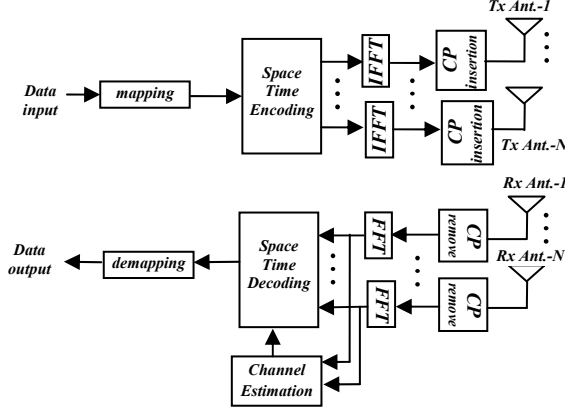 Tx Ant.-1
Data
input
mapping
Space
Time
Encoding
IFFT
CP
insertion
IFFT
CP
insertion
Tx Ant.-N
Rx Ant.-1
Data
output
demapping
Space
Time
Decoding
FFT
CP
remove
Rx Ant.-N
FFT
CP
remove
Channel
Estimation